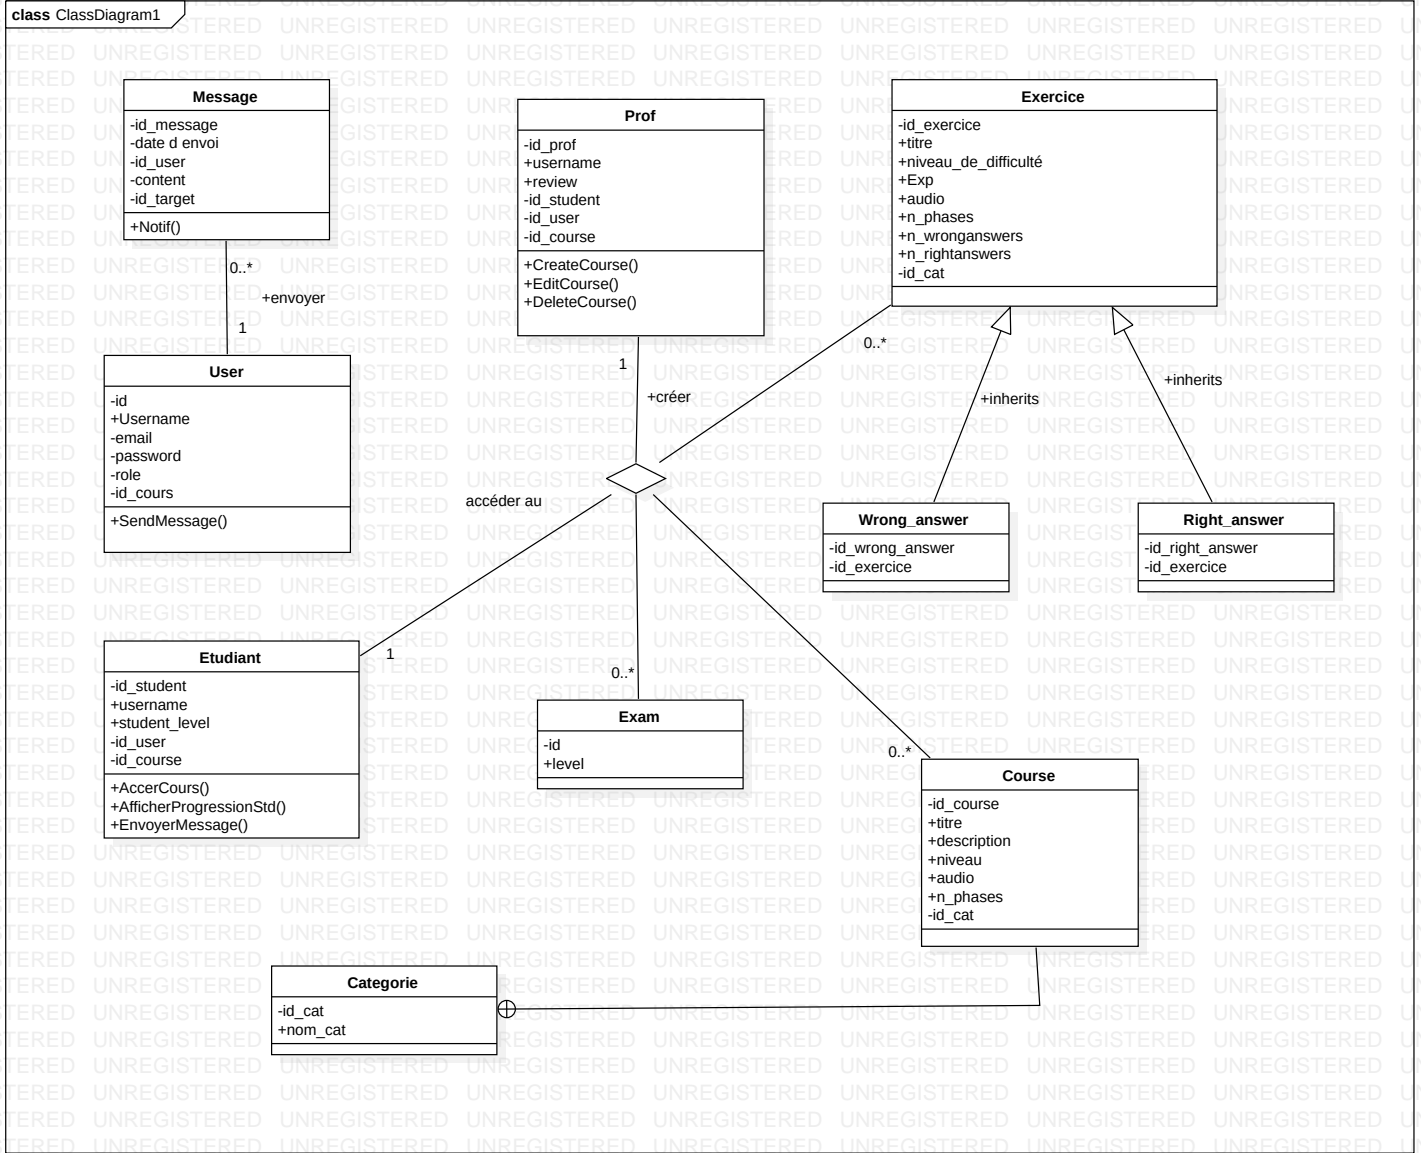 class ClassDiagram1
Message
-id_message
-date d envoi
-id_user
-content
-id_target
+Notif()
0..*
+envoyer
1
User
-id
+Username
-email
-password
-role
-id_cours
+SendMessage()
Prof
-id_prof
+username
+review
-id_student
-id_user
-id_course
+CreateCourse()
+EditCourse()
+DeleteCourse()
1
+créer
Exercice
-id_exercice
+titre
+niveau_de_difficulté
+Exp
+audio
+n_phases
+n_wronganswers
+n_rightanswers
-id_cat
0..*
+inherits
+inherits
Wrong_answer
-id_wrong_answer
-id_exercice
Right_answer
-id_right_answer
-id_exercice
accéder au
1
Etudiant
-id_student
+username
+student_level
-id_user
-id_course
+AccerCours()
+AfficherProgressionStd()
+EnvoyerMessage()
0..*
Exam
-id
+level
0..*
Course
-id_course
+titre
+description
+niveau
+audio
+n_phases
-id_cat
Categorie
-id_cat
+nom_cat
UNREGISTERED